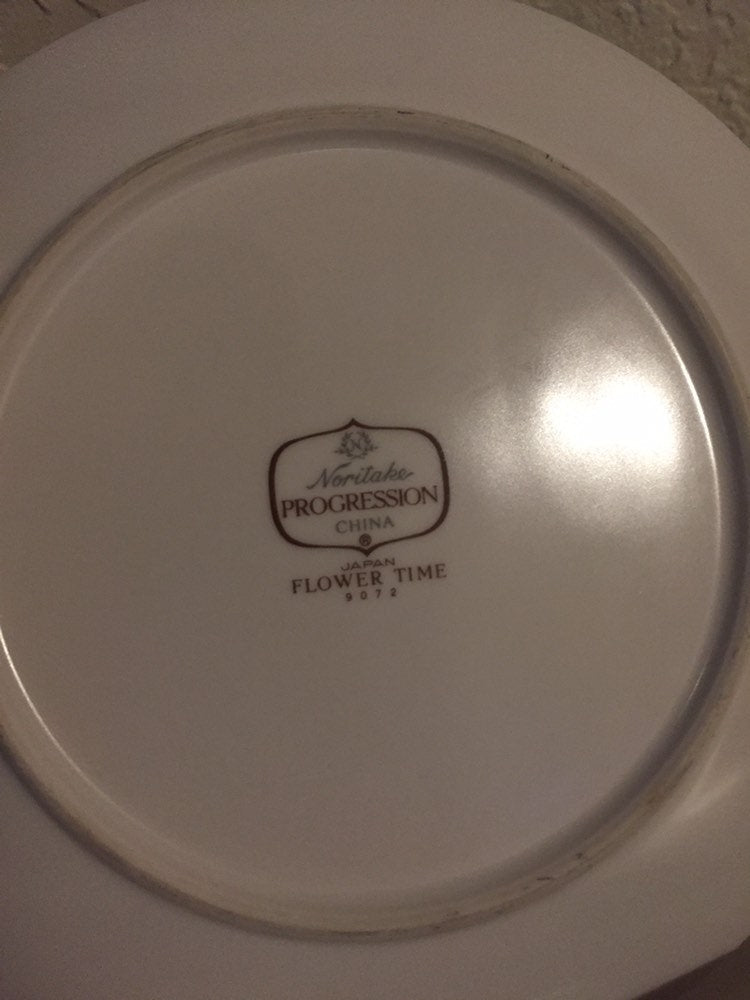 N
Noritake
PROGRESSION
CHINA
®
JAPAN
FLOWER TIME
9072